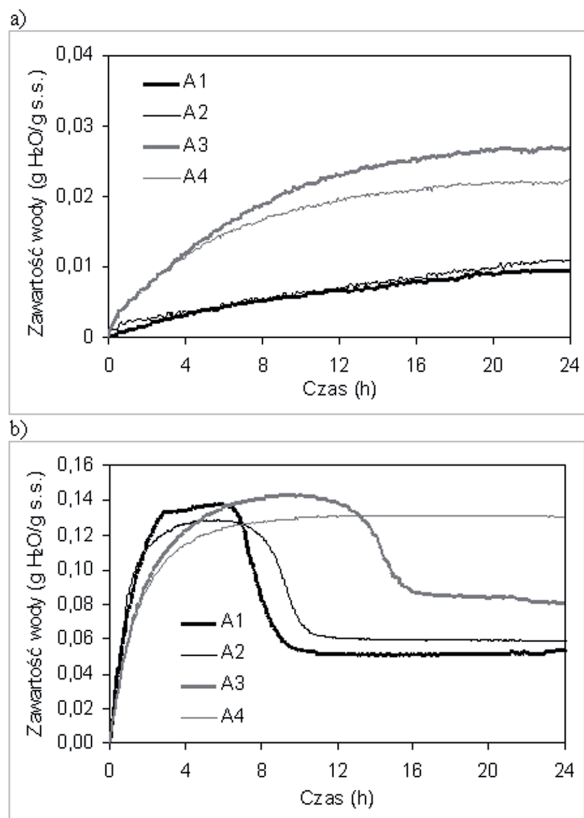 a)
0,04
0,03
0,02
0,01
0
Zawartość wody (g H₂O/g s.s.)
A1
A2
A3
A4
0 4 8 12 16 20 24
Czas (h)
b)
0,16
0,14
0,12
0,10
0,08
0,06
0,04
0,02
0,00
Zawartość wody (g H₂O/g s.s.)
A1
A2
A3
A4
0 4 8 12 16 20 24
Czas (h)